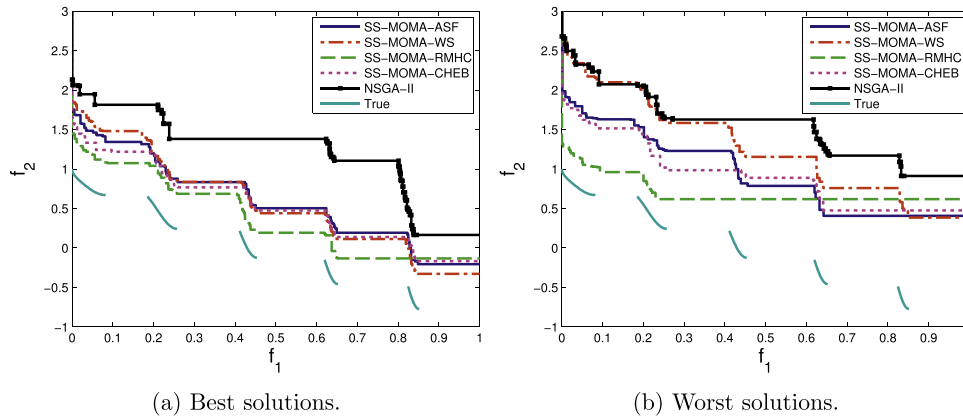 3
2.5
2
1.5
1
0.5
0
−0.5
−1
f2
0 0.1 0.2 0.3 0.4 0.5 0.6 0.7 0.8 0.9 1
f1
SS−MOMA−ASF
SS−MOMA−WS
SS−MOMA−RMHC
SS−MOMA−CHEB
NSGA−II
True
(a) Best solutions.
3
2.5
2
1.5
1
0.5
0
−0.5
−1
f2
0 0.1 0.2 0.3 0.4 0.5 0.6 0.7 0.8 0.9
f1
SS−MOMA−ASF
SS−MOMA−WS
SS−MOMA−RMHC
SS−MOMA−CHEB
NSGA−II
True
(b) Worst solutions.